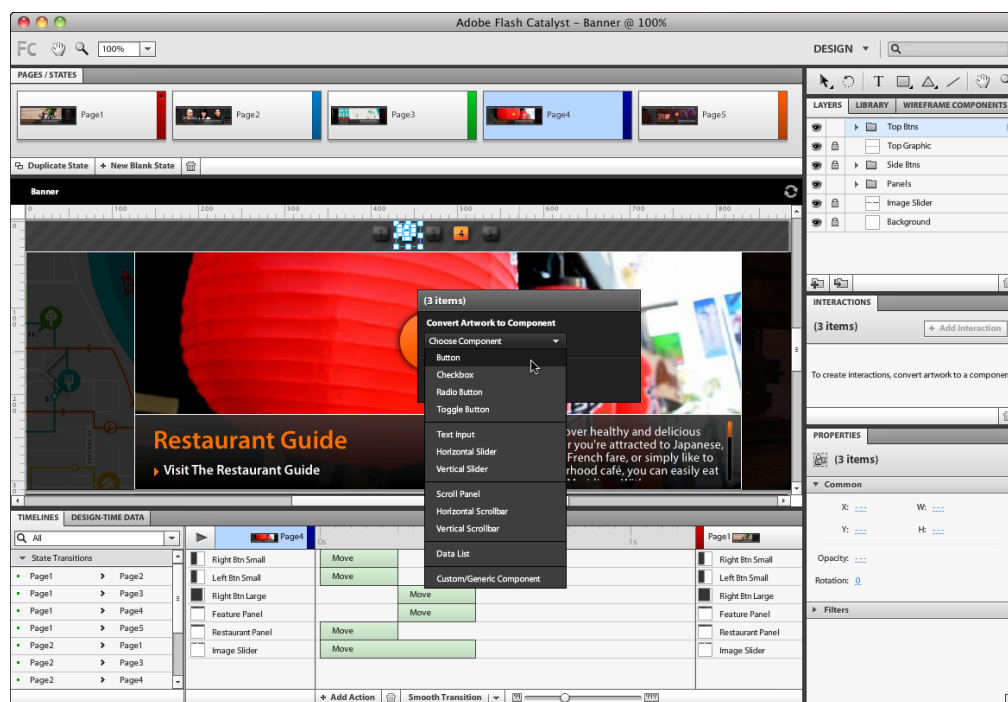 Adobe Flash Catalyst – Banner @ 100%
FC 100% DESIGN
PAGES / STATES
Page1 Page2 Page3 Page4 Page5
Duplicate State + New Blank State
Banner
0 100 200 300 400 500 600 700 800
4
(3 items)
Convert Artwork to Component
Choose Component
Button
Checkbox
Radio Button
Toggle Button
Text Input
Horizontal Slider
Vertical Slider
Scroll Panel
Horizontal Scrollbar
Vertical Scrollbar
Data List
Custom/Generic Component
Restaurant Guide
Visit The Restaurant Guide
over healthy and delicious
r you're attracted to Japanese,
French fare, or simply like to
rhood café, you can easily eat
LAYERS LIBRARY WIREFRAME COMPONENTS
Top Btns
Top Graphic
Side Btns
Panels
Image Slider
Background
INTERACTIONS
(3 items) + Add Interaction
To create interactions, convert artwork to a componen
PROPERTIES
(3 items)
Common
X: --- W: ---
Y: --- H: ---
Opacity: ---
Rotation: 0
Filters
TIMELINES DESIGN-TIME DATA
All
State Transitions
Page1 > Page2
Page1 > Page3
Page1 > Page4
Page1 > Page5
Page2 > Page1
Page2 > Page3
Page2 > Page4
Page4 0s 1s Page1
Right Btn Small Move Right Btn Small
Left Btn Small Move Left Btn Small
Right Btn Large Move Right Btn Large
Feature Panel Move Feature Panel
Restaurant Panel Move Restaurant Panel
Image Slider Move Image Slider
+ Add Action Smooth Transition